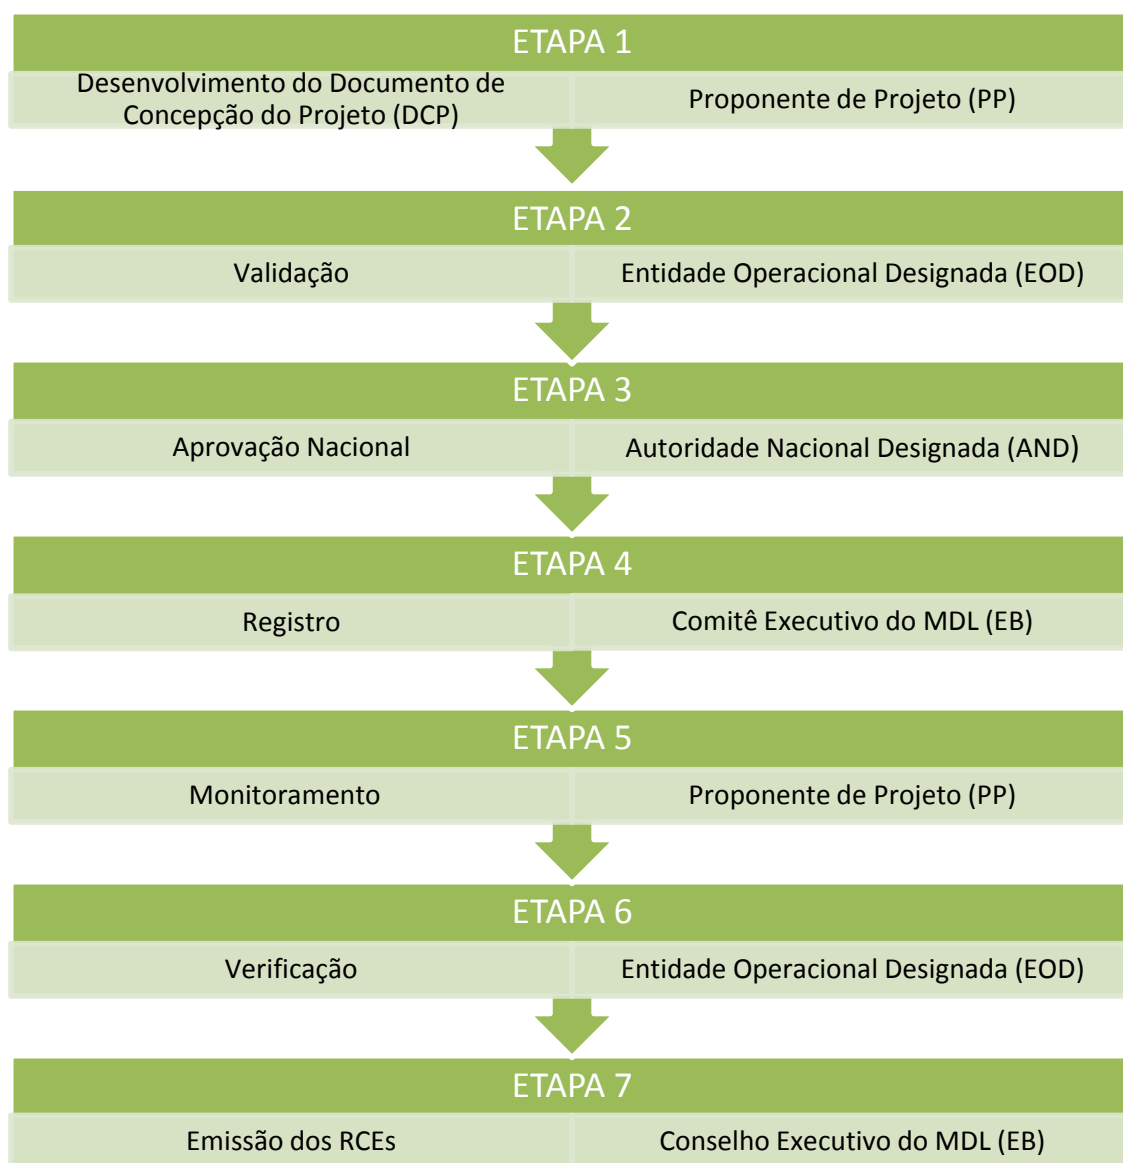 ETAPA 1
Desenvolvimento do Documento de
Concepção do Projeto (DCP)
Proponente de Projeto (PP)
ETAPA 2
Validação
Entidade Operacional Designada (EOD)
ETAPA 3
Aprovação Nacional
Autoridade Nacional Designada (AND)
ETAPA 4
Registro
Comitê Executivo do MDL (EB)
ETAPA 5
Monitoramento
Proponente de Projeto (PP)
ETAPA 6
Verificação
Entidade Operacional Designada (EOD)
ETAPA 7
Emissão dos RCEs
Conselho Executivo do MDL (EB)